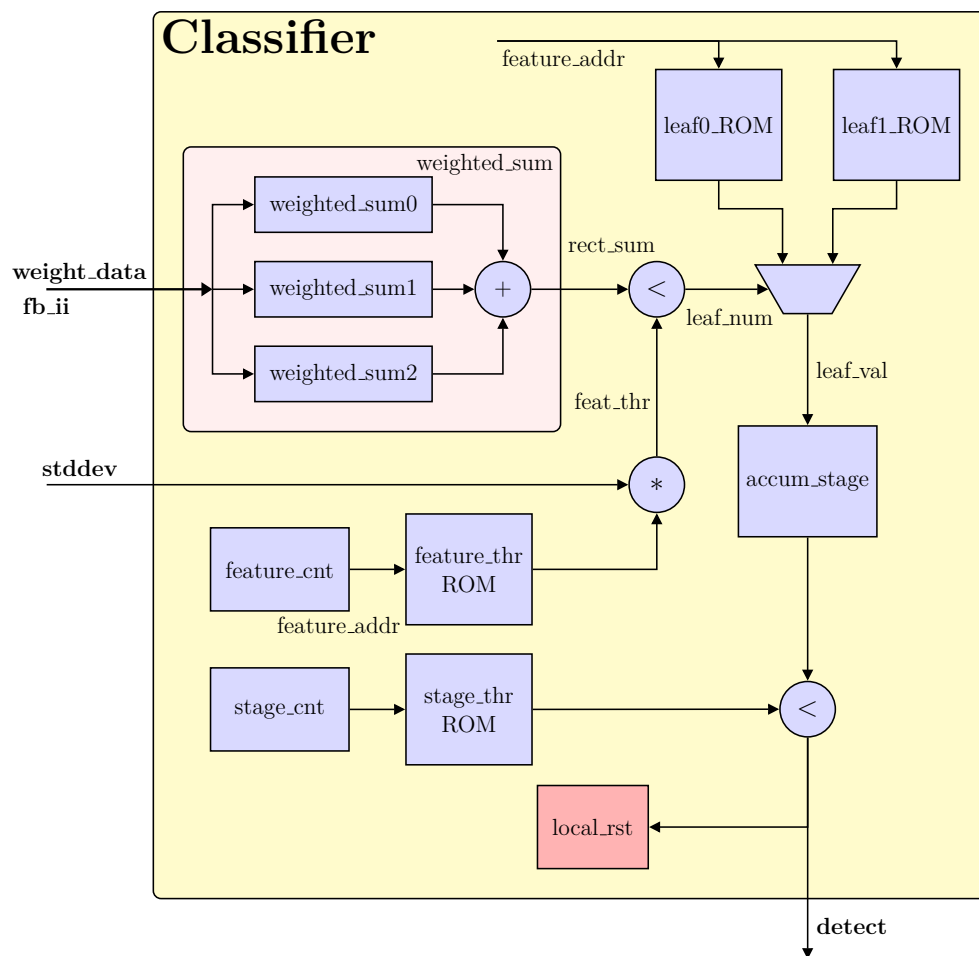 Classifier
feature_addr
leaf0_ROM
leaf1_ROM
weighted_sum
weighted_sum0
rect_sum
weight_data
fb_ii
weighted_sum1
+
<
leaf_num
weighted_sum2
leaf_val
feat_thr
stddev
*
accum_stage
feature_cnt
feature_thr
ROM
feature_addr
stage_cnt
stage_thr
ROM
<
local_rst
detect